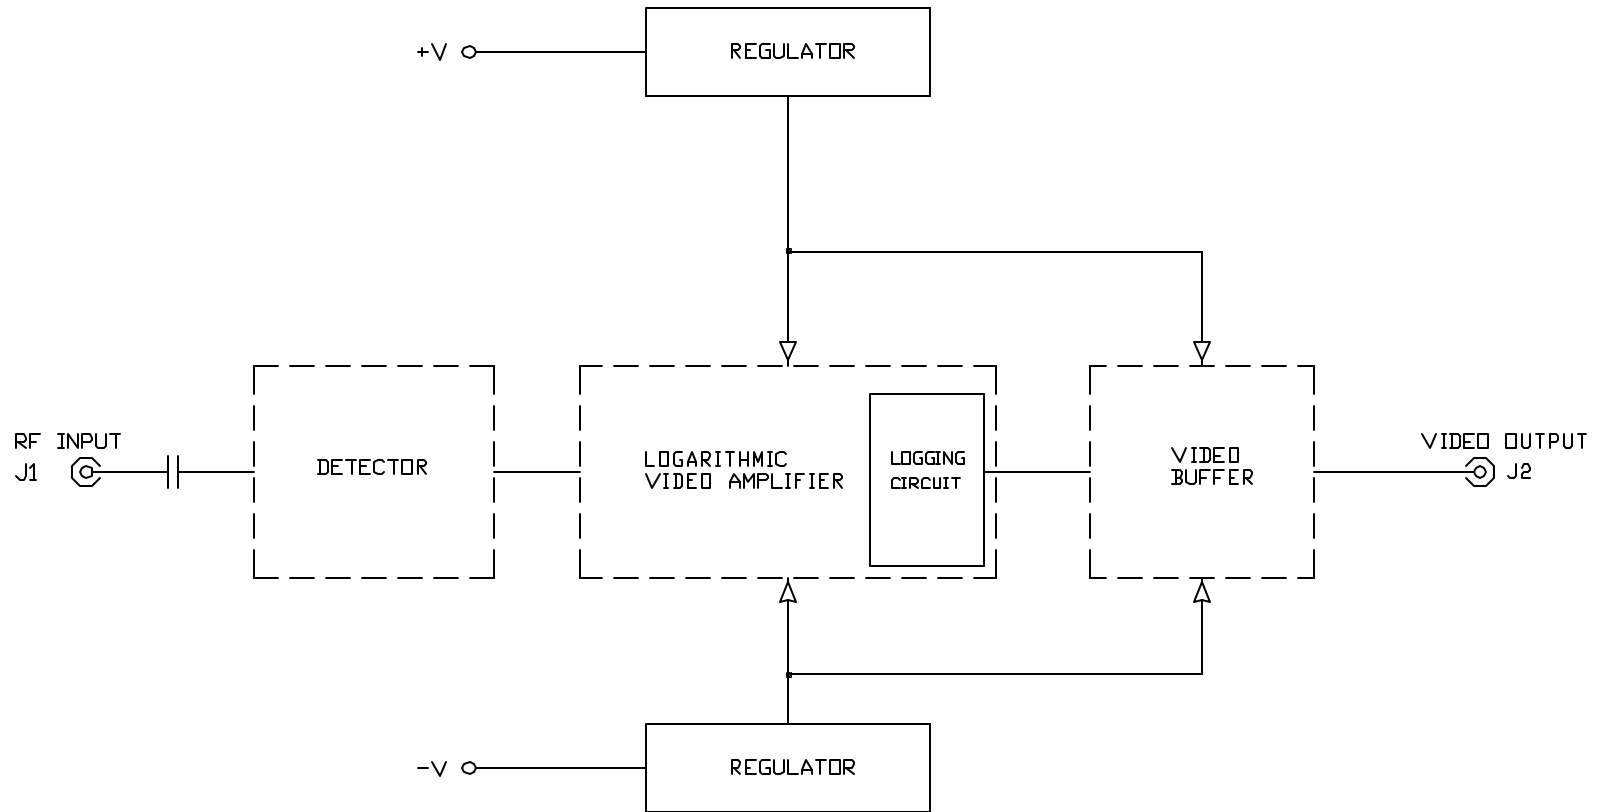 +V
REGULATOR
RF INPUT
J1
DETECTOR
LOGARITHMIC
VIDEO AMPLIFIER
LOGGING
CIRCUIT
VIDEO
BUFFER
VIDEO OUTPUT
J2
-V
REGULATOR